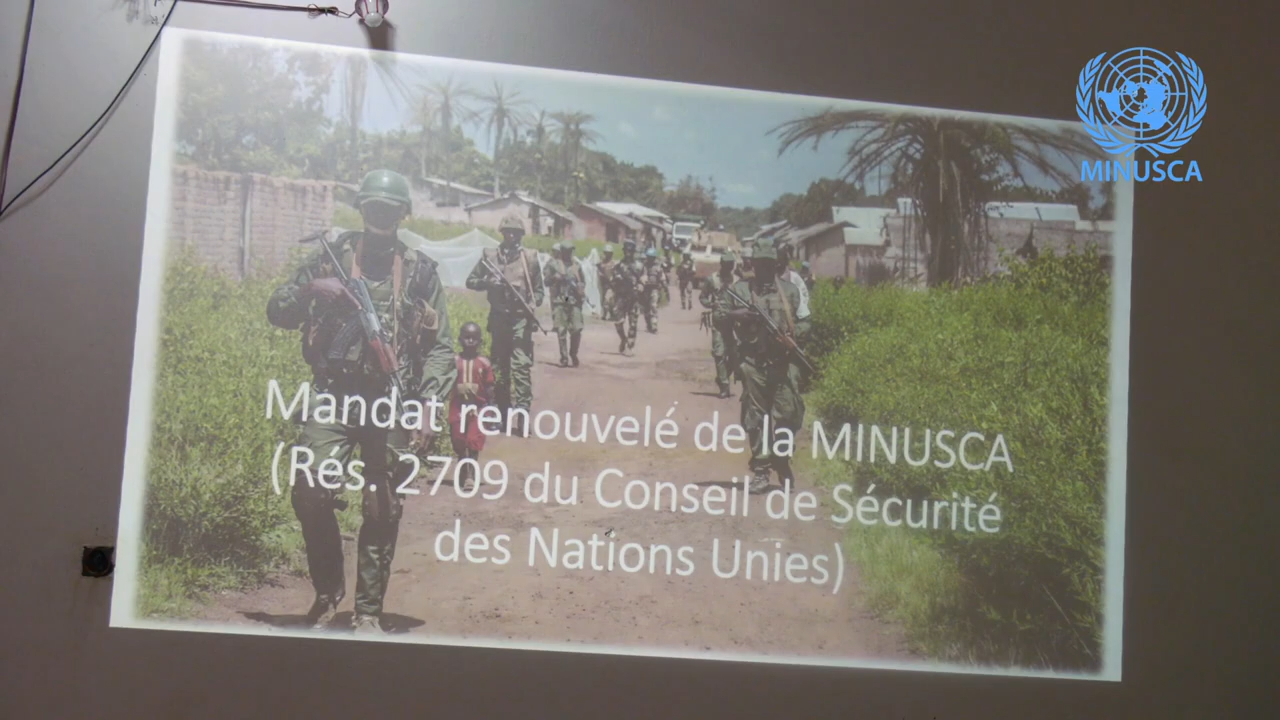 MINUSCA
Mandat renouvelé de la MINUSCA
(Rés. 2709 du Conseil de Sécurité
des Nations Unies)